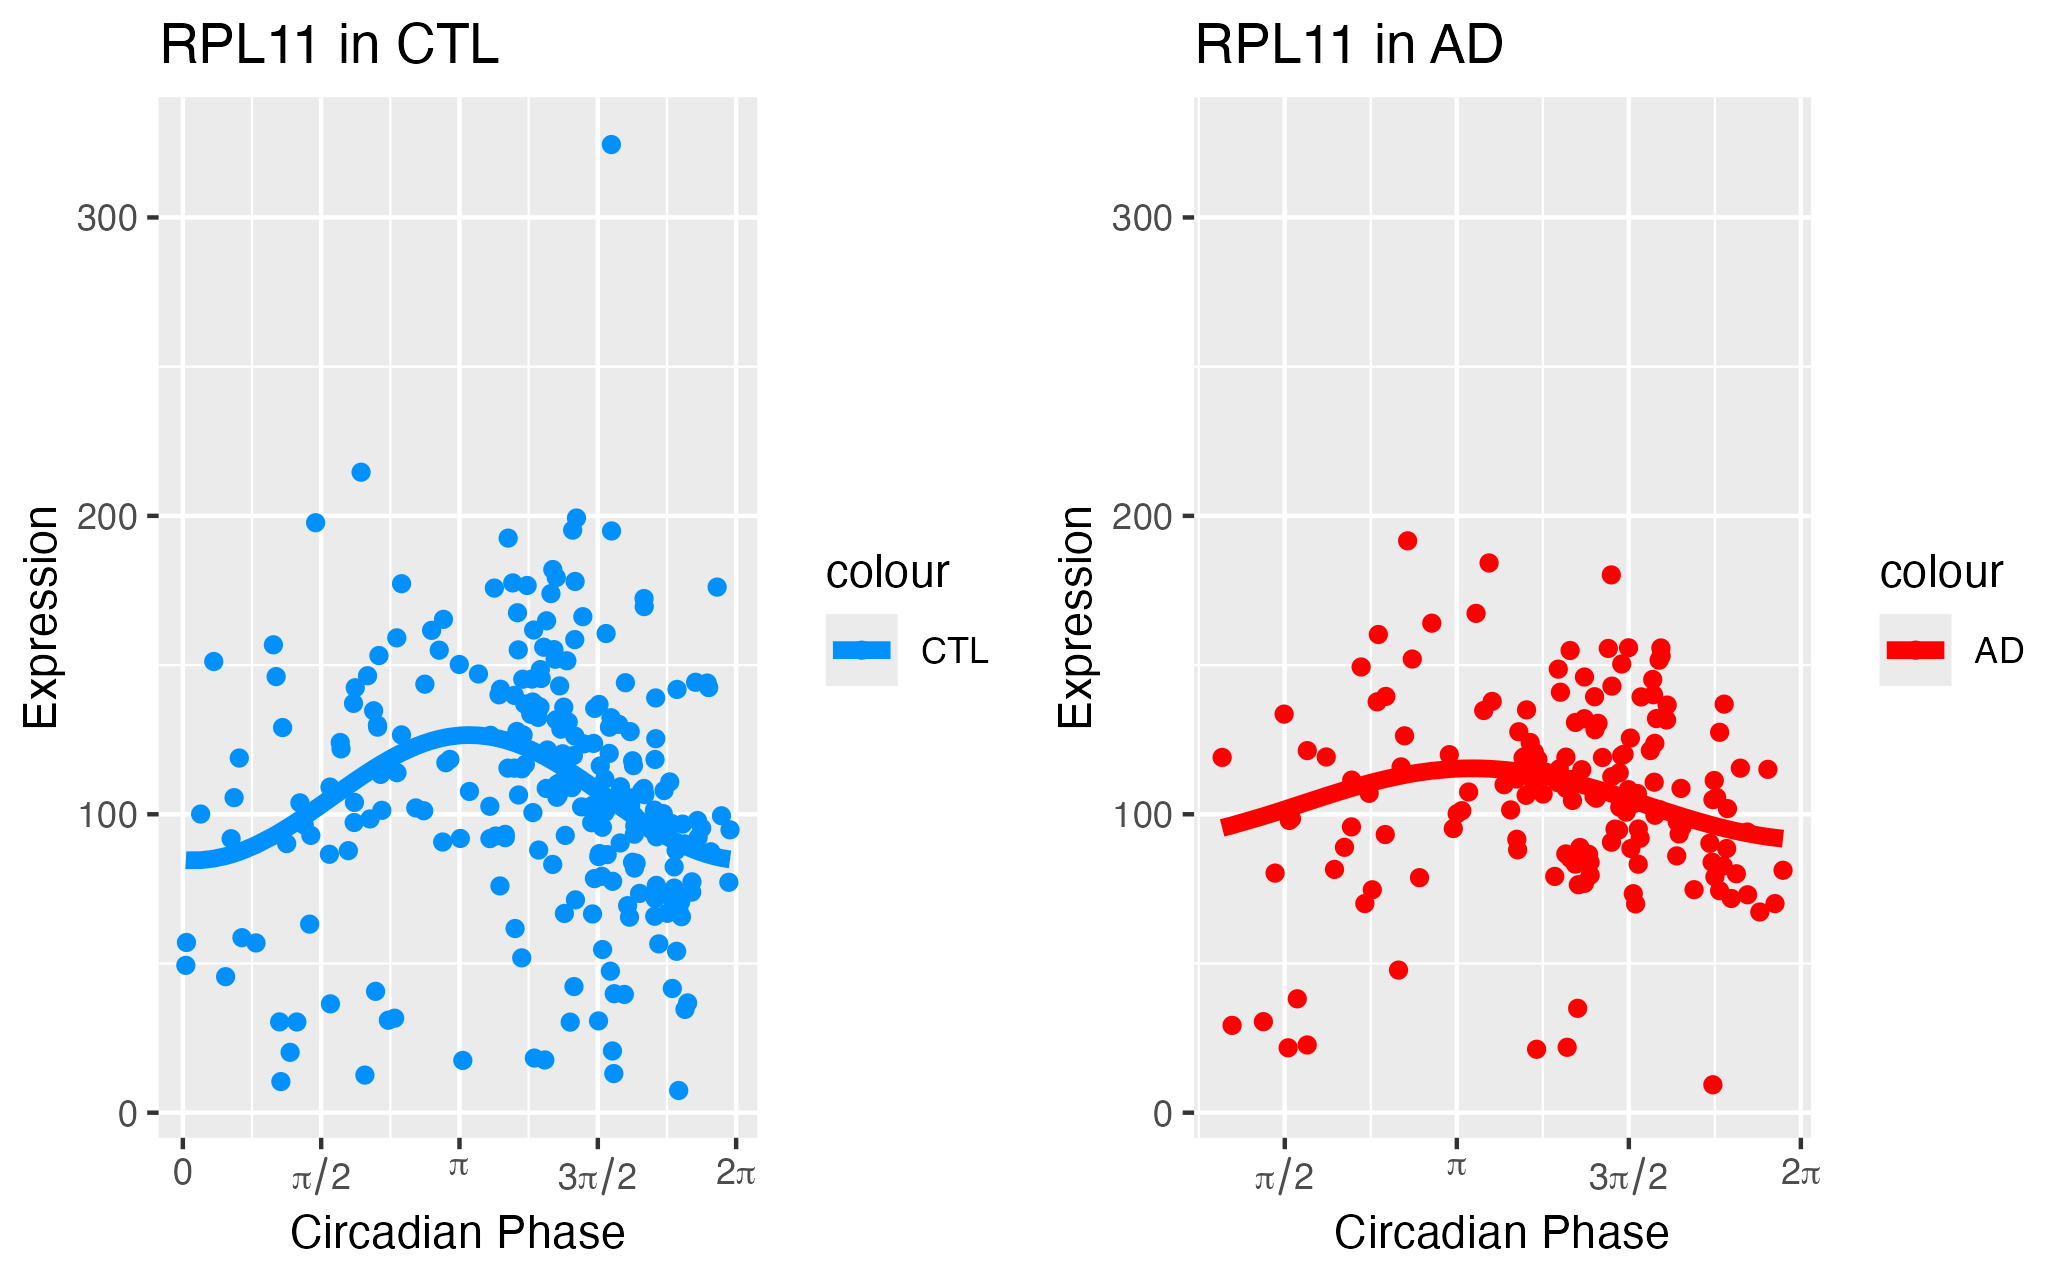 RPL11 in CTL
300
200
100
0
Expression
0
π/2
π
3π/2
2π
Circadian Phase
colour
CTL
RPL11 in AD
300
200
100
0
Expression
π/2
π
3π/2
2π
Circadian Phase
colour
AD